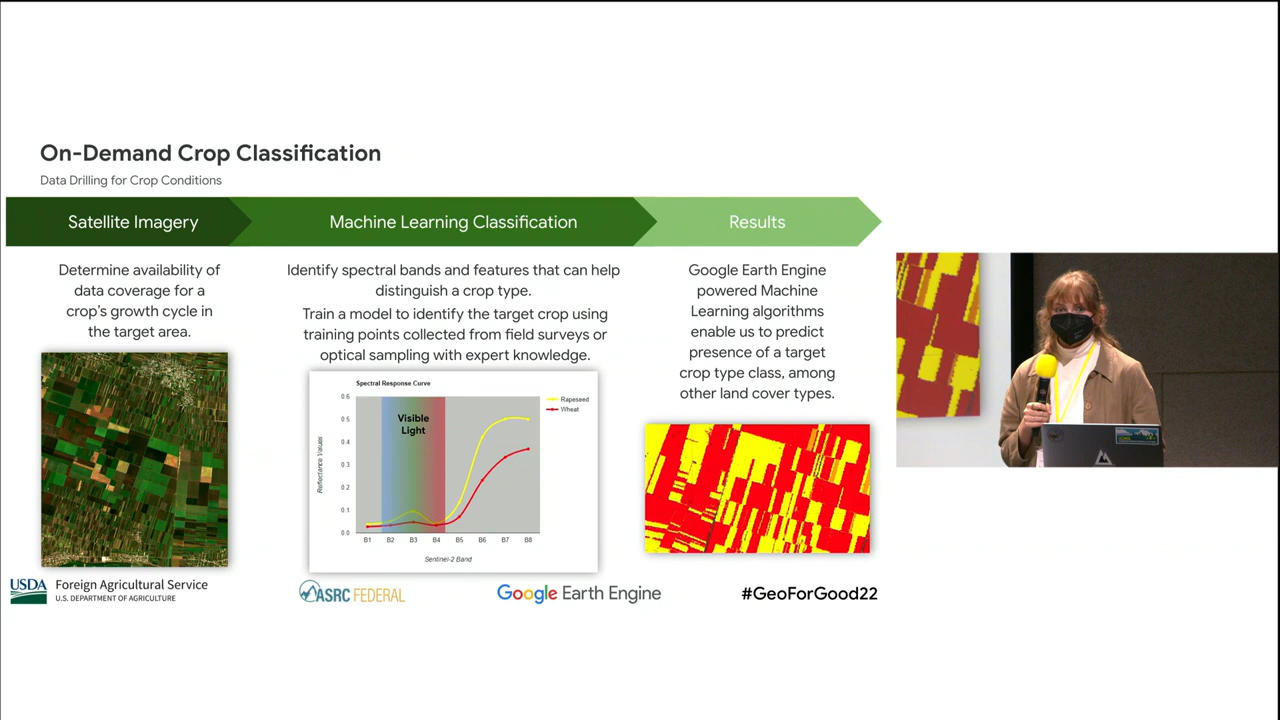 On-Demand Crop Classification
Data Drilling for Crop Conditions
Satellite Imagery
Machine Learning Classification
Results
Determine availability of
data coverage for a
crop's growth cycle in
the target area.
Identify spectral bands and features that can help
distinguish a crop type.
Train a model to identify the target crop using
training points collected from field surveys or
optical sampling with expert knowledge.
Google Earth Engine
powered Machine
Learning algorithms
enable us to predict
presence of a target
crop type class, among
other land cover types.
Spectral Response Curve
Rapeseed
Wheat
Visible
Light
Reflectance Values
0.6
0.5
0.4
0.3
0.2
0.1
0.0
B1 B2 B3 B4 B5 B6 B7 B8
Sentinel-2 Band
USDA
Foreign Agricultural Service
U.S. DEPARTMENT OF AGRICULTURE
ASRC FEDERAL
Google Earth Engine
#GeoForGood22